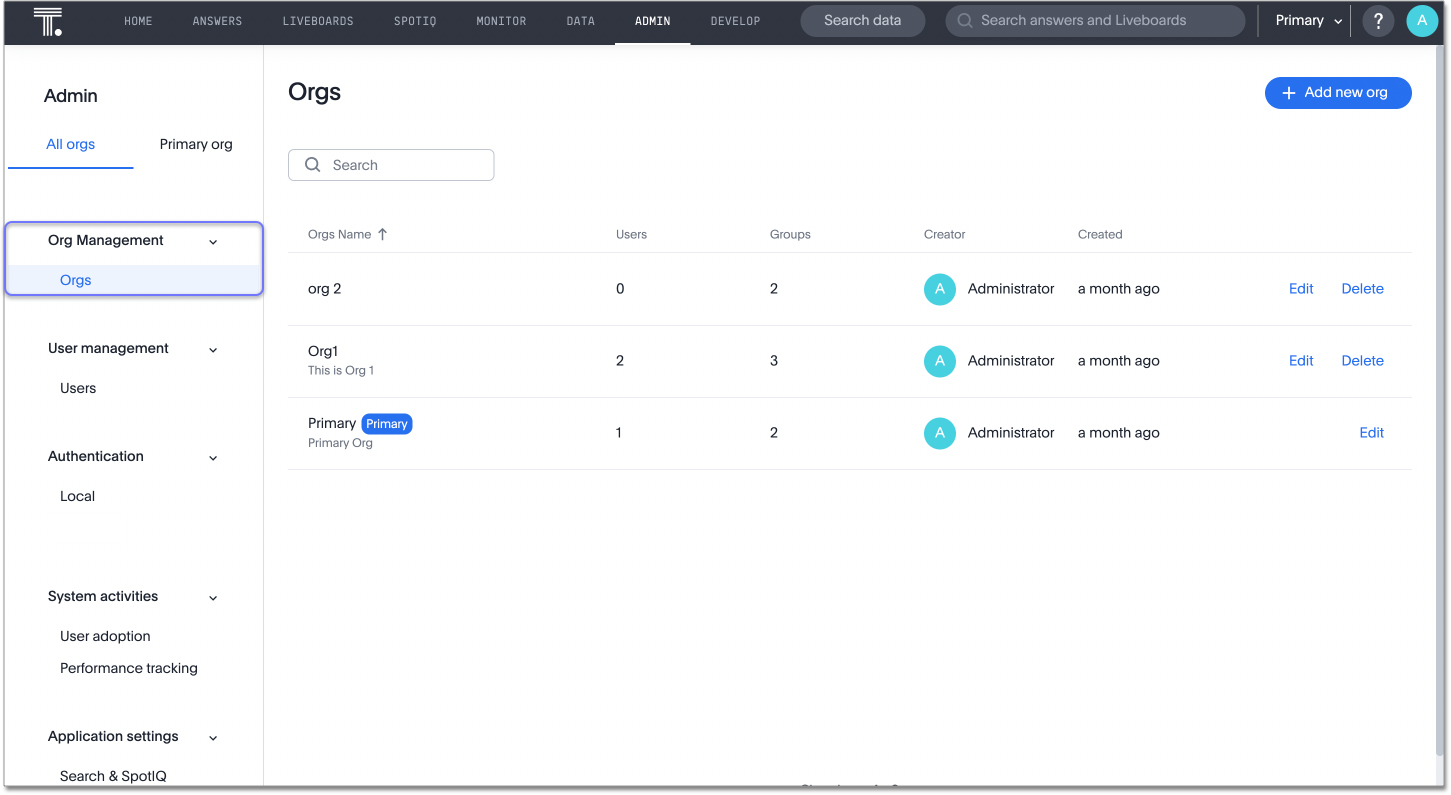 HOME ANSWERS LIVEBOARDS SPOTIQ MONITOR DATA ADMIN DEVELOP Search data Search answers and Liveboards Primary ? A
Admin
All orgs Primary org
Org Management
Orgs
User management
Users
Authentication
Local
System activities
User adoption
Performance tracking
Application settings
Search & SpotIQ
Orgs
+ Add new org
Search
Orgs Name ↑ Users Groups Creator Created
org 2 0 2 A Administrator a month ago Edit Delete
Org1
This is Org 1
2 3 A Administrator a month ago Edit Delete
Primary Primary
Primary Org
1 2 A Administrator a month ago Edit